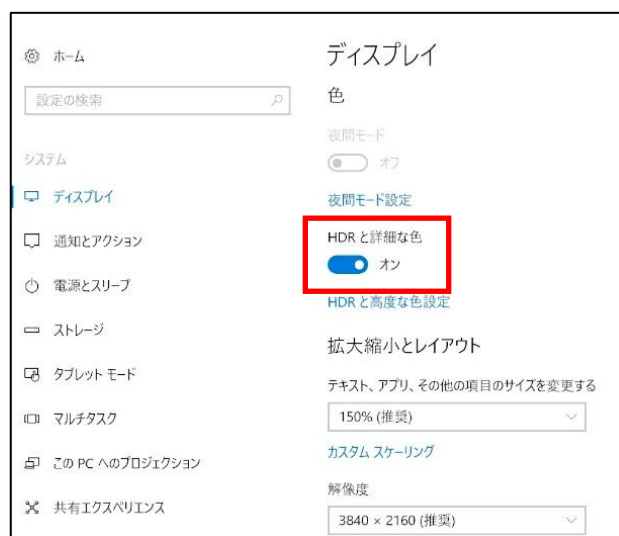 ホーム
設定の検索
システム
ディスプレイ
通知とアクション
電源とスリープ
ストレージ
タブレット モード
マルチタスク
この PC へのプロジェクション
共有エクスペリエンス
ディスプレイ
色
夜間モード
オフ
夜間モード設定
HDR と詳細な色
オン
HDR と高度な色設定
拡大縮小とレイアウト
テキスト、アプリ、その他の項目のサイズを変更する
150% (推奨)
カスタム スケーリング
解像度
3840 × 2160 (推奨)